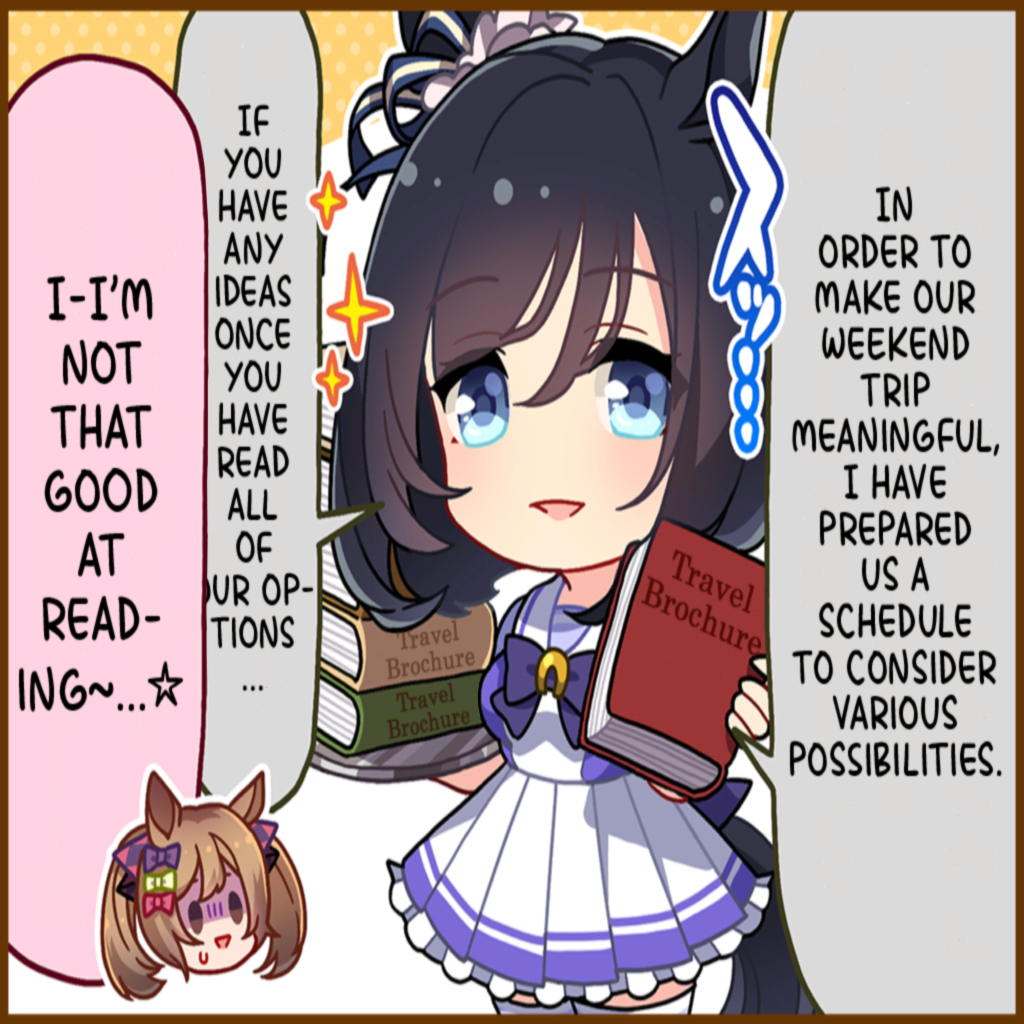 IN
ORDER TO
MAKE OUR
WEEKEND
TRIP
MEANINGFUL,
I HAVE
PREPARED
US A
SCHEDULE
TO CONSIDER
VARIOUS
POSSIBILITIES.
IF
YOU
HAVE
ANY
IDEAS
ONCE
YOU
HAVE
READ
ALL
OF
OUR OP-
TIONS
...
Travel
Brochure
Travel
Brochure
Travel
Brochure
I-I'M
NOT
THAT
GOOD
AT
READ-
ING~...☆